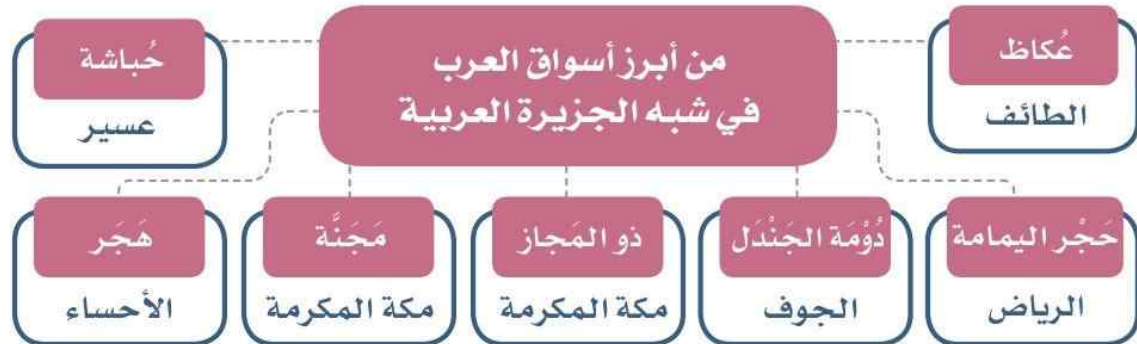 من أبرز أسواق العرب
في شبه الجزيرة العربية
عُكاظ
الطائف
حُباشة
عسير
حَجْر اليمامة
الرياض
دُوْمَة الجَنْدَل
الجوف
ذو المَجاز
مكة المكرمة
مَجَنَّة
مكة المكرمة
هَجَر
الأحساء